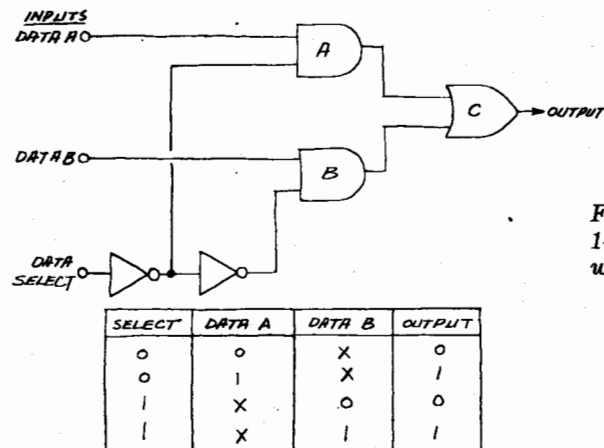 INPUTS
DATA A
A
C
OUTPUT
DATA B
B
DATA
SELECT
F
1-
w
SELECT DATA A DATA B OUTPUT
0 0 X 0
0 1 X 1
1 X 0 0
1 X 1 1